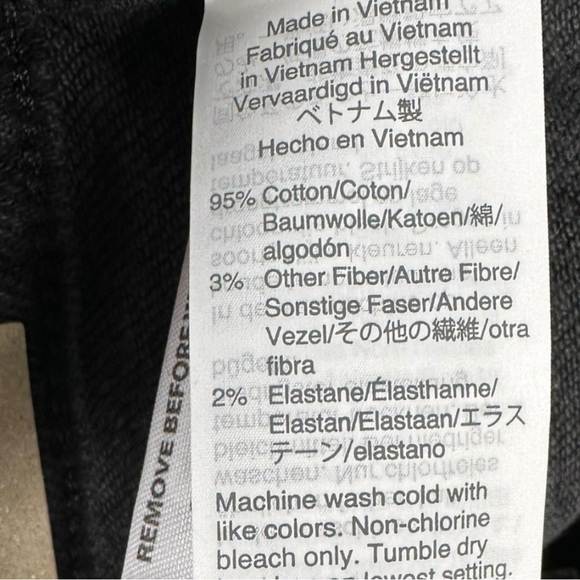 Made in Vietnam
Fabriqué au Vietnam
in Vietnam Hergestellt
Vervaardigd in Viëtnam
ベトナム製
Hecho en Vietnam
95% Cotton/Coton/
Baumwolle/Katoen/綿/
algodón
3% Other Fiber/Autre Fibre/
Sonstige Faser/Andere
Vezel/その他の繊維/otra
fibra
2% Elastane/Élasthanne/
Elastan/Elastaan/エラス
テーン/elastano
Machine wash cold with
like colors. Non-chlorine
bleach only. Tumble dry
lowest setting.
REMOVE BEFORE